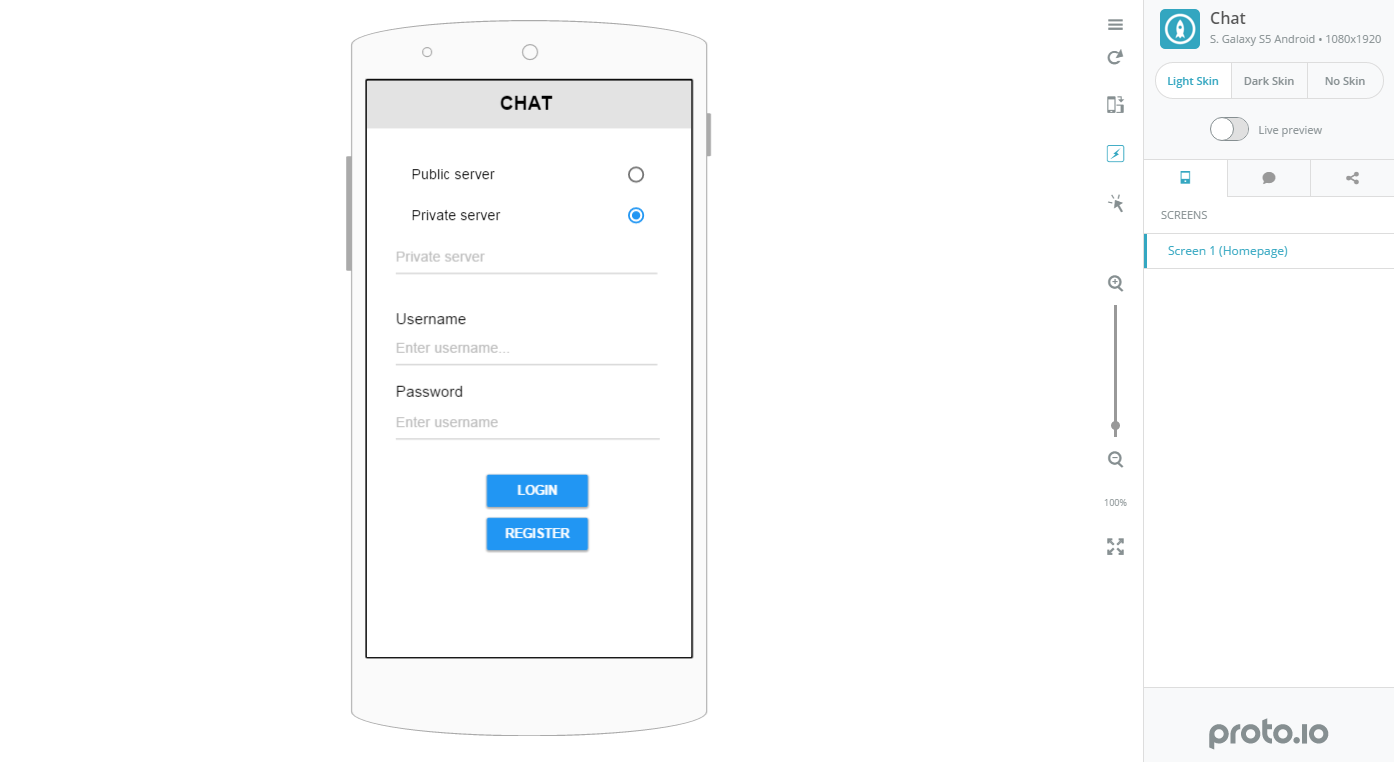 CHAT
Public server
Private server
Private server
Username
Enter username...
Password
Enter username
LOGIN
REGISTER
100%
Chat
S. Galaxy S5 Android • 1080x1920
Light Skin
Dark Skin
No Skin
Live preview
SCREENS
Screen 1 (Homepage)
proto.io